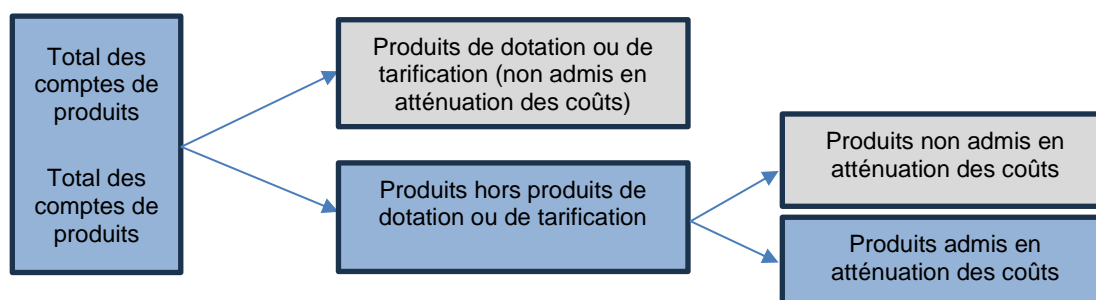 Total des
comptes de
produits
Total des
comptes de
produits
Produits de dotation ou de
tarification (non admis en
atténuation des coûts)
Produits hors produits de
dotation ou de tarification
Produits non admis en
atténuation des coûts
Produits admis en
atténuation des coûts